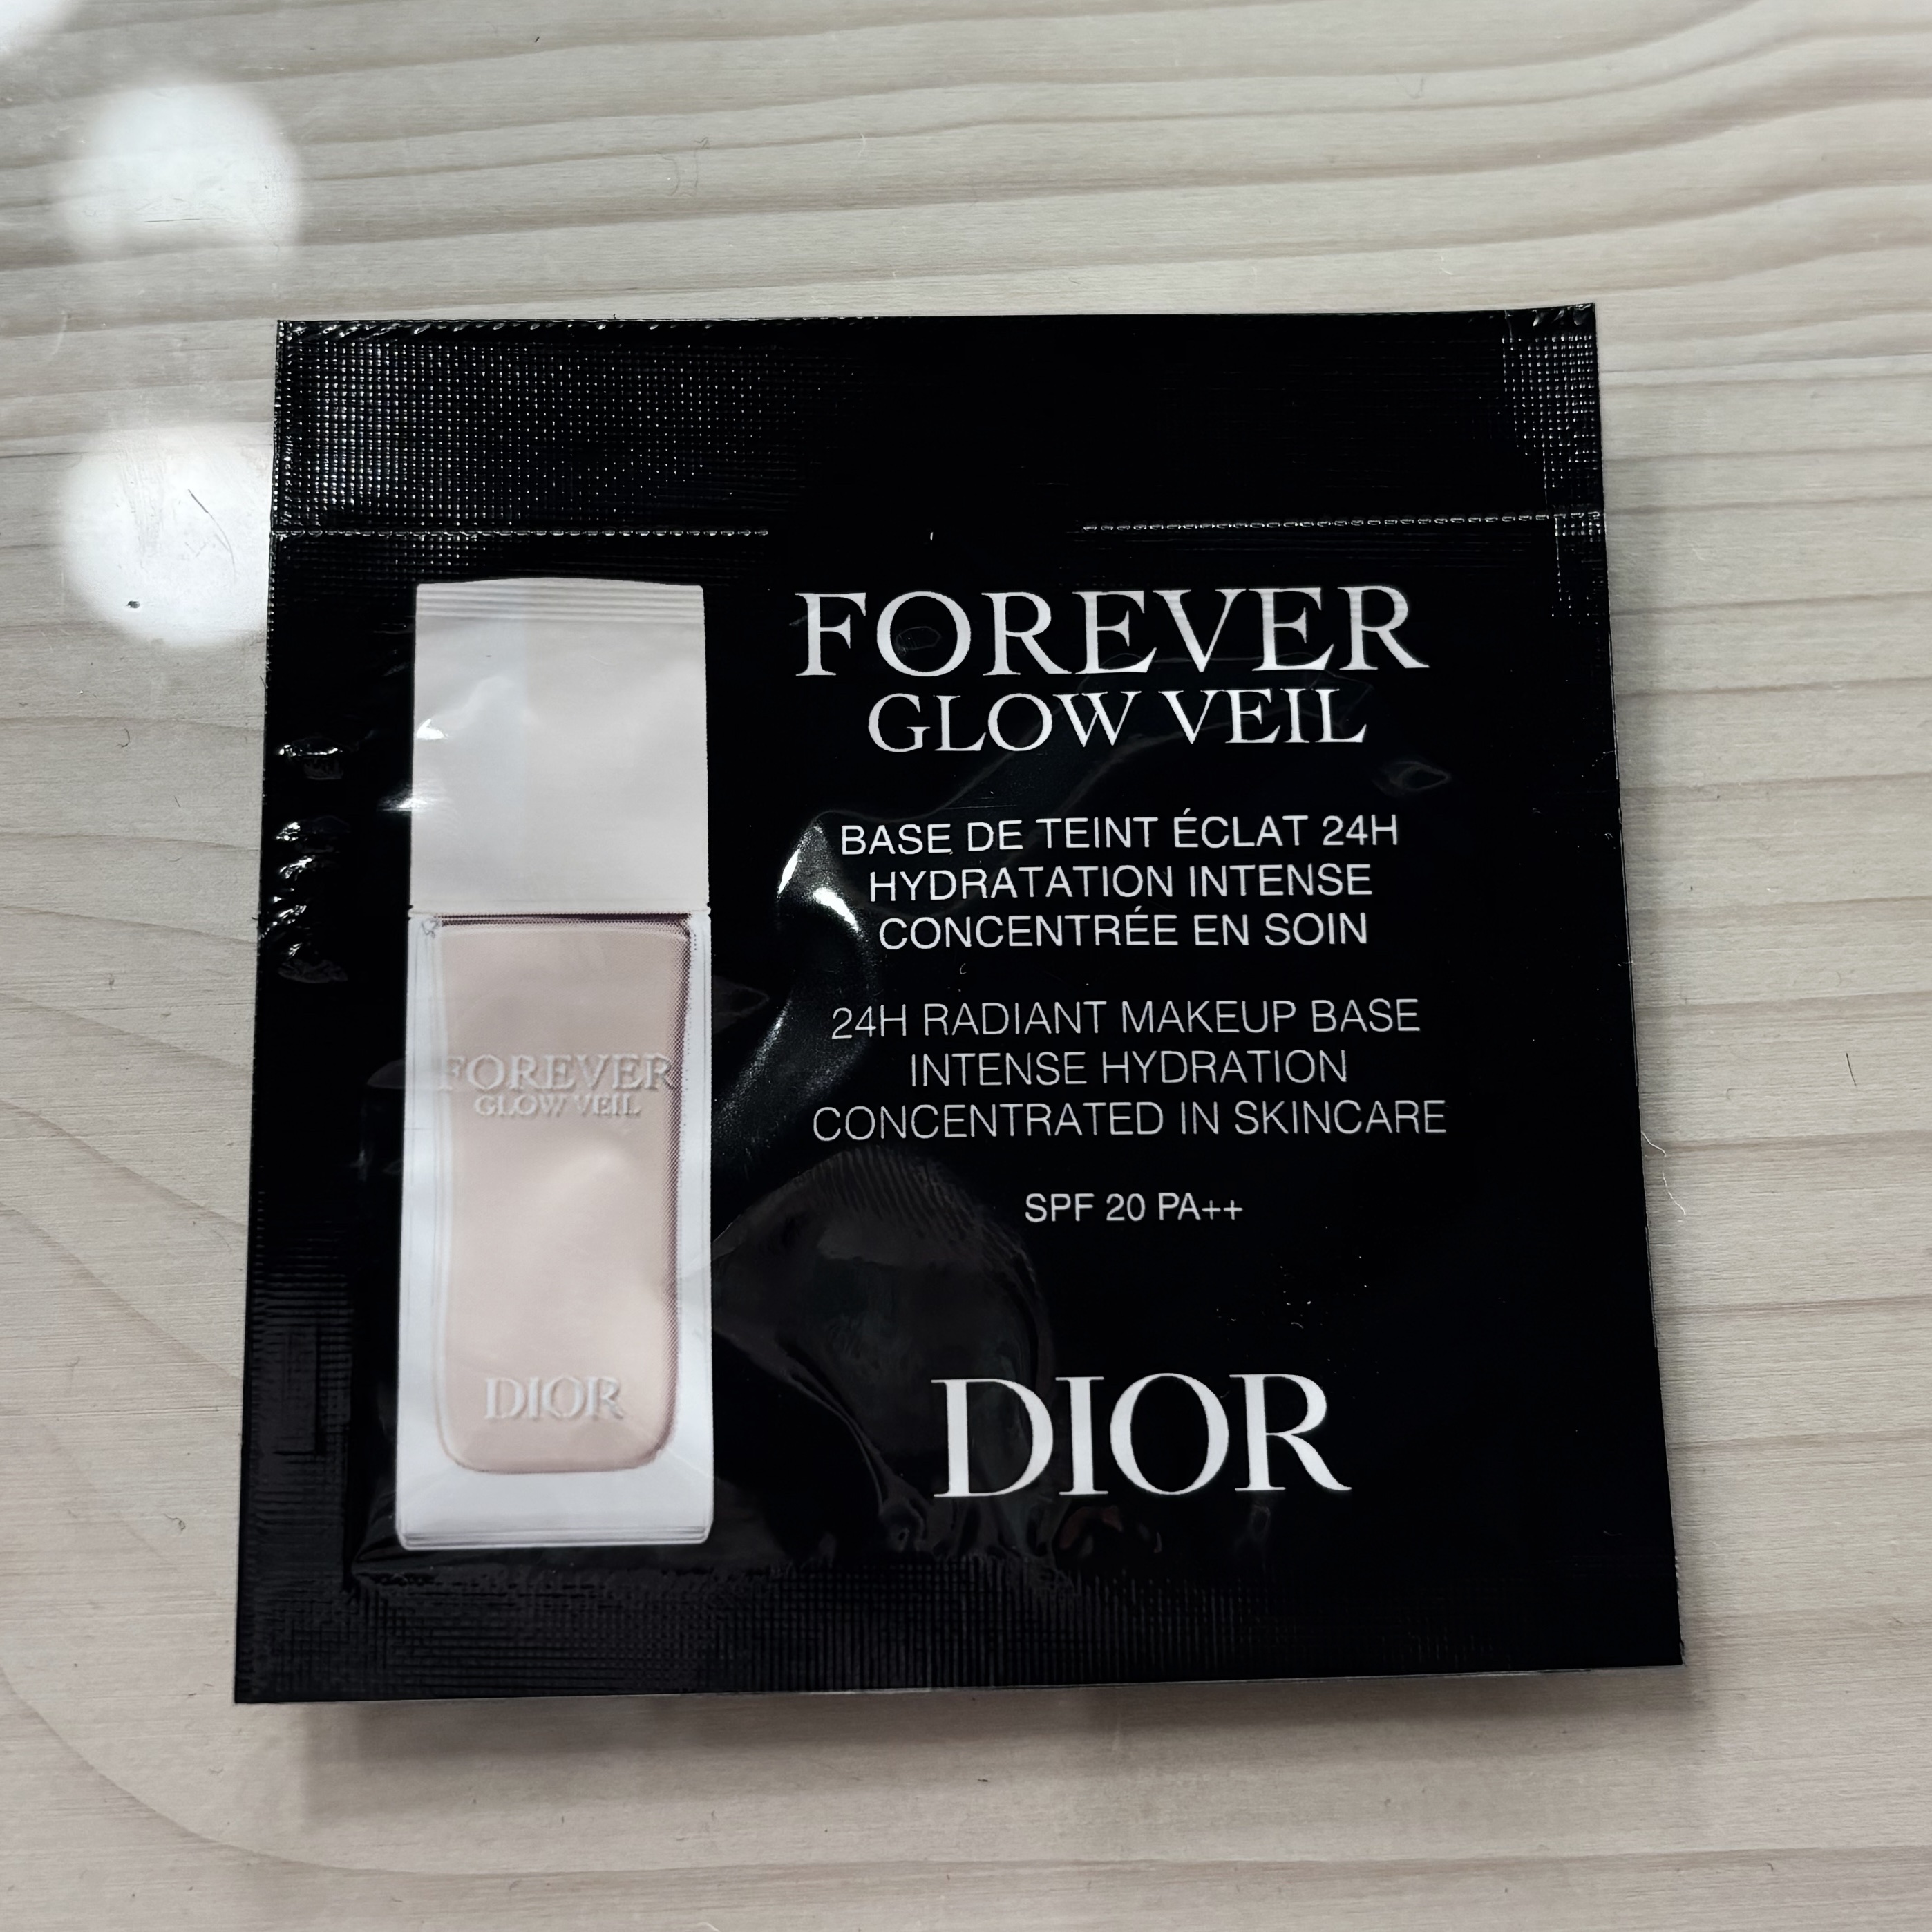 FOREVER
GLOW VEIL
BASE DE TEINT ÉCLAT 24H
HYDRATATION INTENSE
CONCENTRÉE EN SOIN
24H RADIANT MAKEUP BASE
INTENSE HYDRATION
CONCENTRATED IN SKINCARE
SPF 20 PA++
DIOR
FOREVER
GLOW VEIL
DIOR